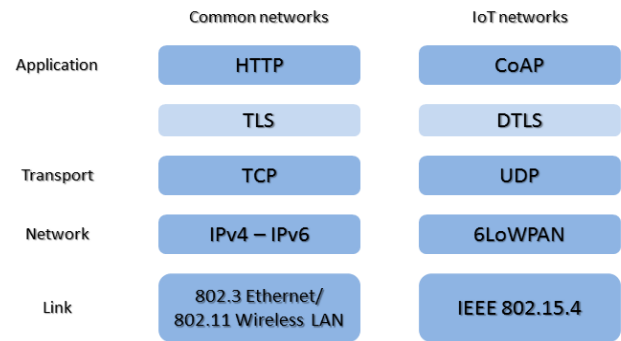 Common networks IoT networks
Application HTTP CoAP
TLS DTLS
Transport TCP UDP
Network IPv4 – IPv6 6LoWPAN
Link 802.3 Ethernet/
802.11 Wireless LAN IEEE 802.15.4